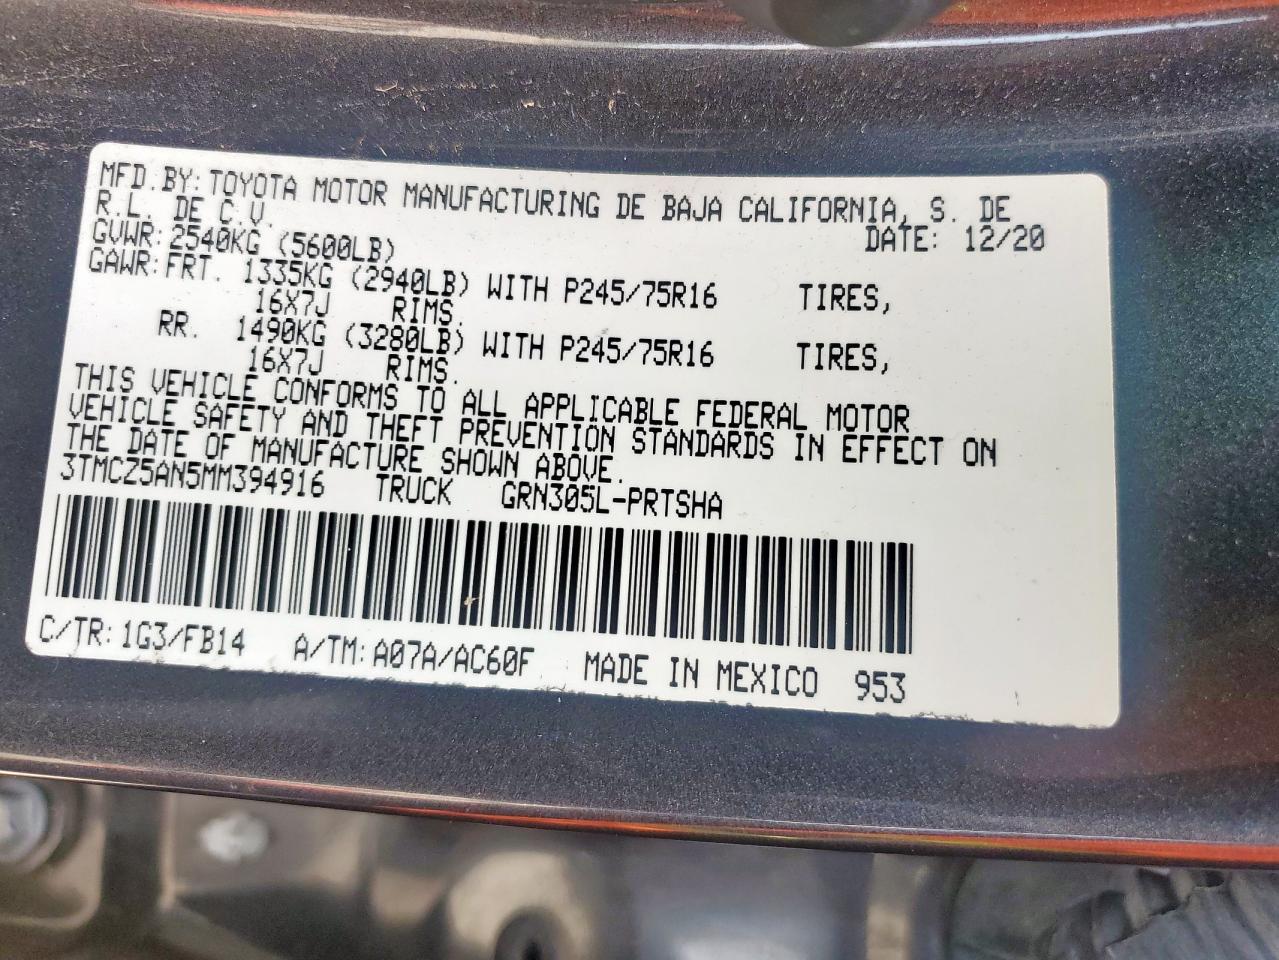 MFD.BY: TOYOTA MOTOR MANUFACTURING DE BAJA CALIFORNIA, S. DE
R.L. DE C.V. DATE: 12/20
GVWR: 2540KG (5600LB)
GAWR: FRT. 1335KG (2940LB) WITH P245/75R16 TIRES,
16X7J RIMS.
RR. 1490KG (3280LB) WITH P245/75R16 TIRES,
16X7J RIMS.
THIS VEHICLE CONFORMS TO ALL APPLICABLE FEDERAL MOTOR
VEHICLE SAFETY AND THEFT PREVENTION STANDARDS IN EFFECT ON
THE DATE OF MANUFACTURE SHOWN ABOVE.
3TMCZ5AN5MM394916 TRUCK GRN305L-PRTSHA
C/TR: 1G3/FB14 A/TM: A07A/AC60F MADE IN MEXICO 953